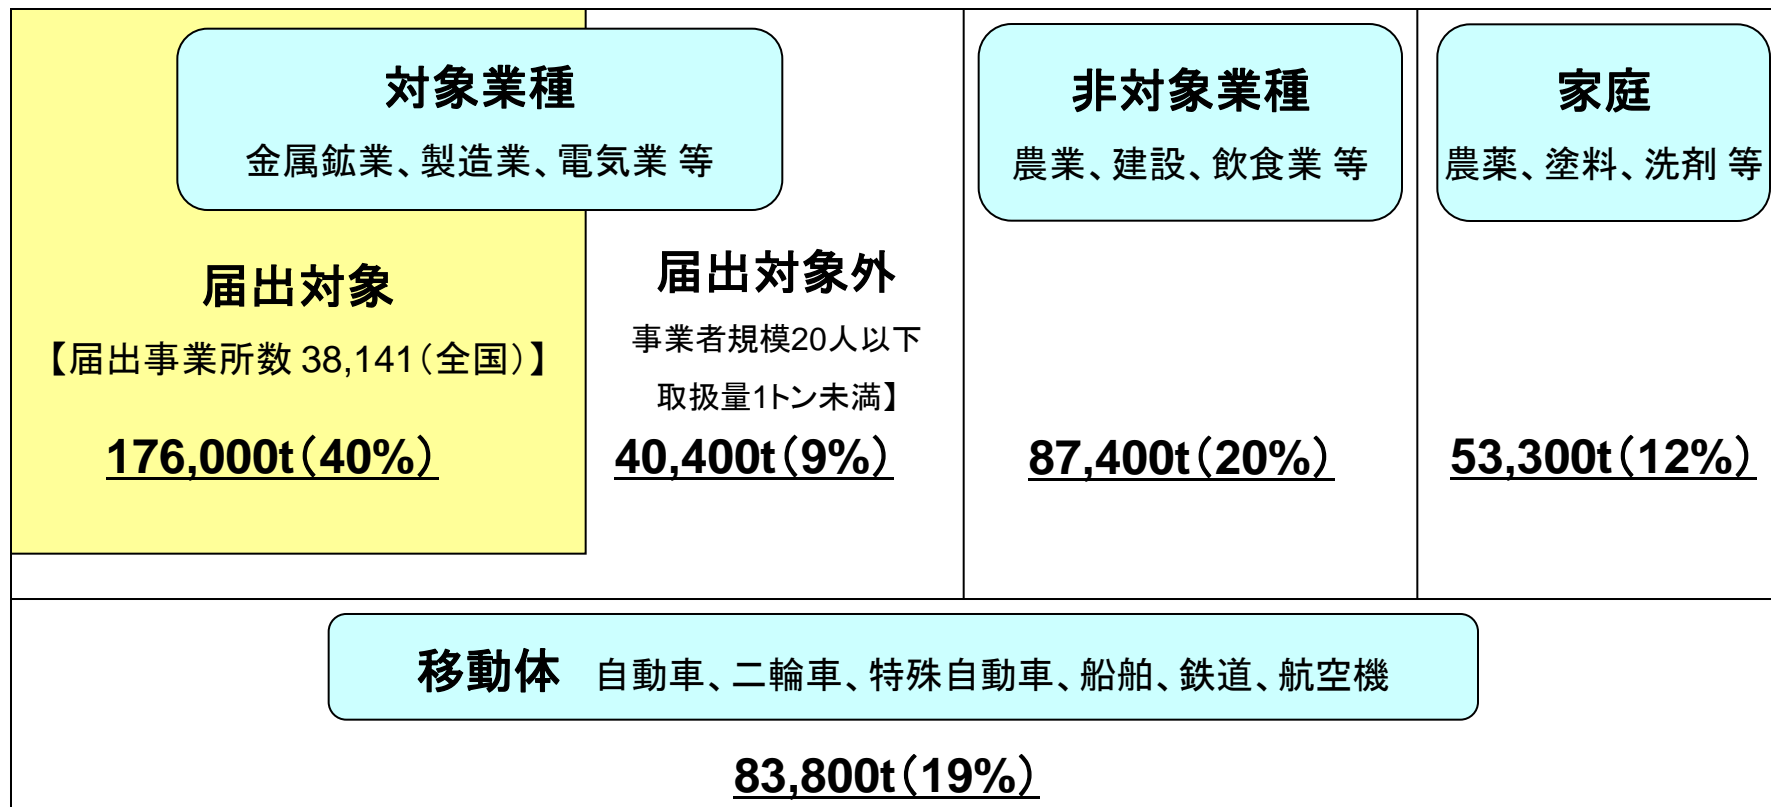 対象業種
金属鉱業、製造業、電気業 等
届出対象
【届出事業所数 38,141（全国）】
176,000t（40%）
届出対象外
事業者規模20人以下
取扱量1トン未満】
40,400t（9%）
非対象業種
農業、建設、飲食業 等
87,400t（20%）
家庭
農薬、塗料、洗剤 等
53,300t（12%）
移動体 自動車、二輪車、特殊自動車、船舶、鉄道、航空機
83,800t（19%）